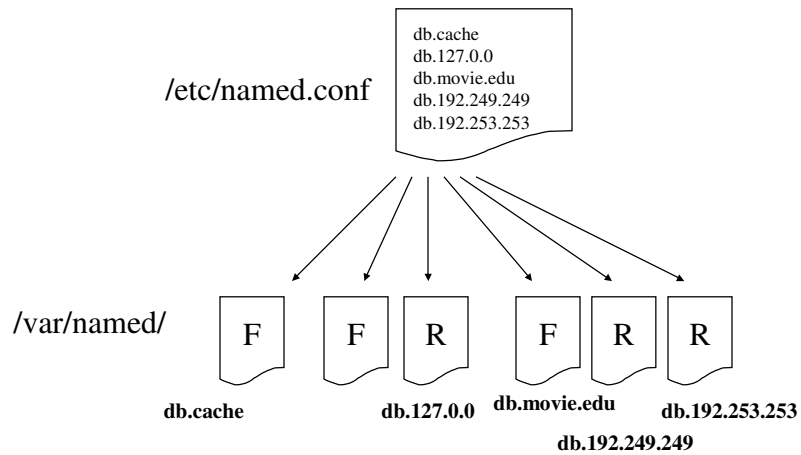 db.cache
db.127.0.0
db.movie.edu
db.192.249.249
db.192.253.253
/etc/named.conf
/var/named/
F
F
R
F
R
R
db.cache
db.127.0.0
db.movie.edu
db.192.253.253
db.192.249.249